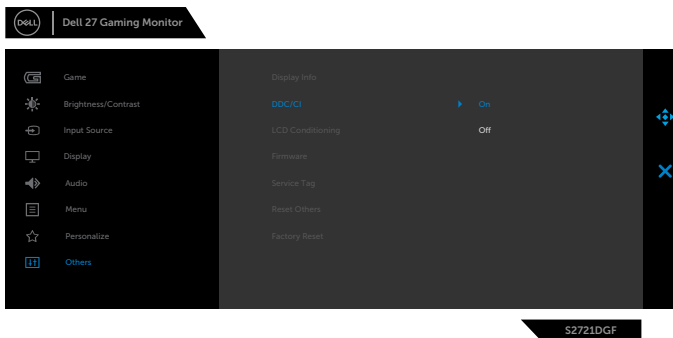 DELL
Dell 27 Gaming Monitor
Game
Display Info
Brightness/Contrast
DDC/CI
On
Input Source
LCD Conditioning
Off
Display
Firmware
Audio
Service Tag
Menu
Reset Others
Personalize
Factory Reset
Others
S2721DGF